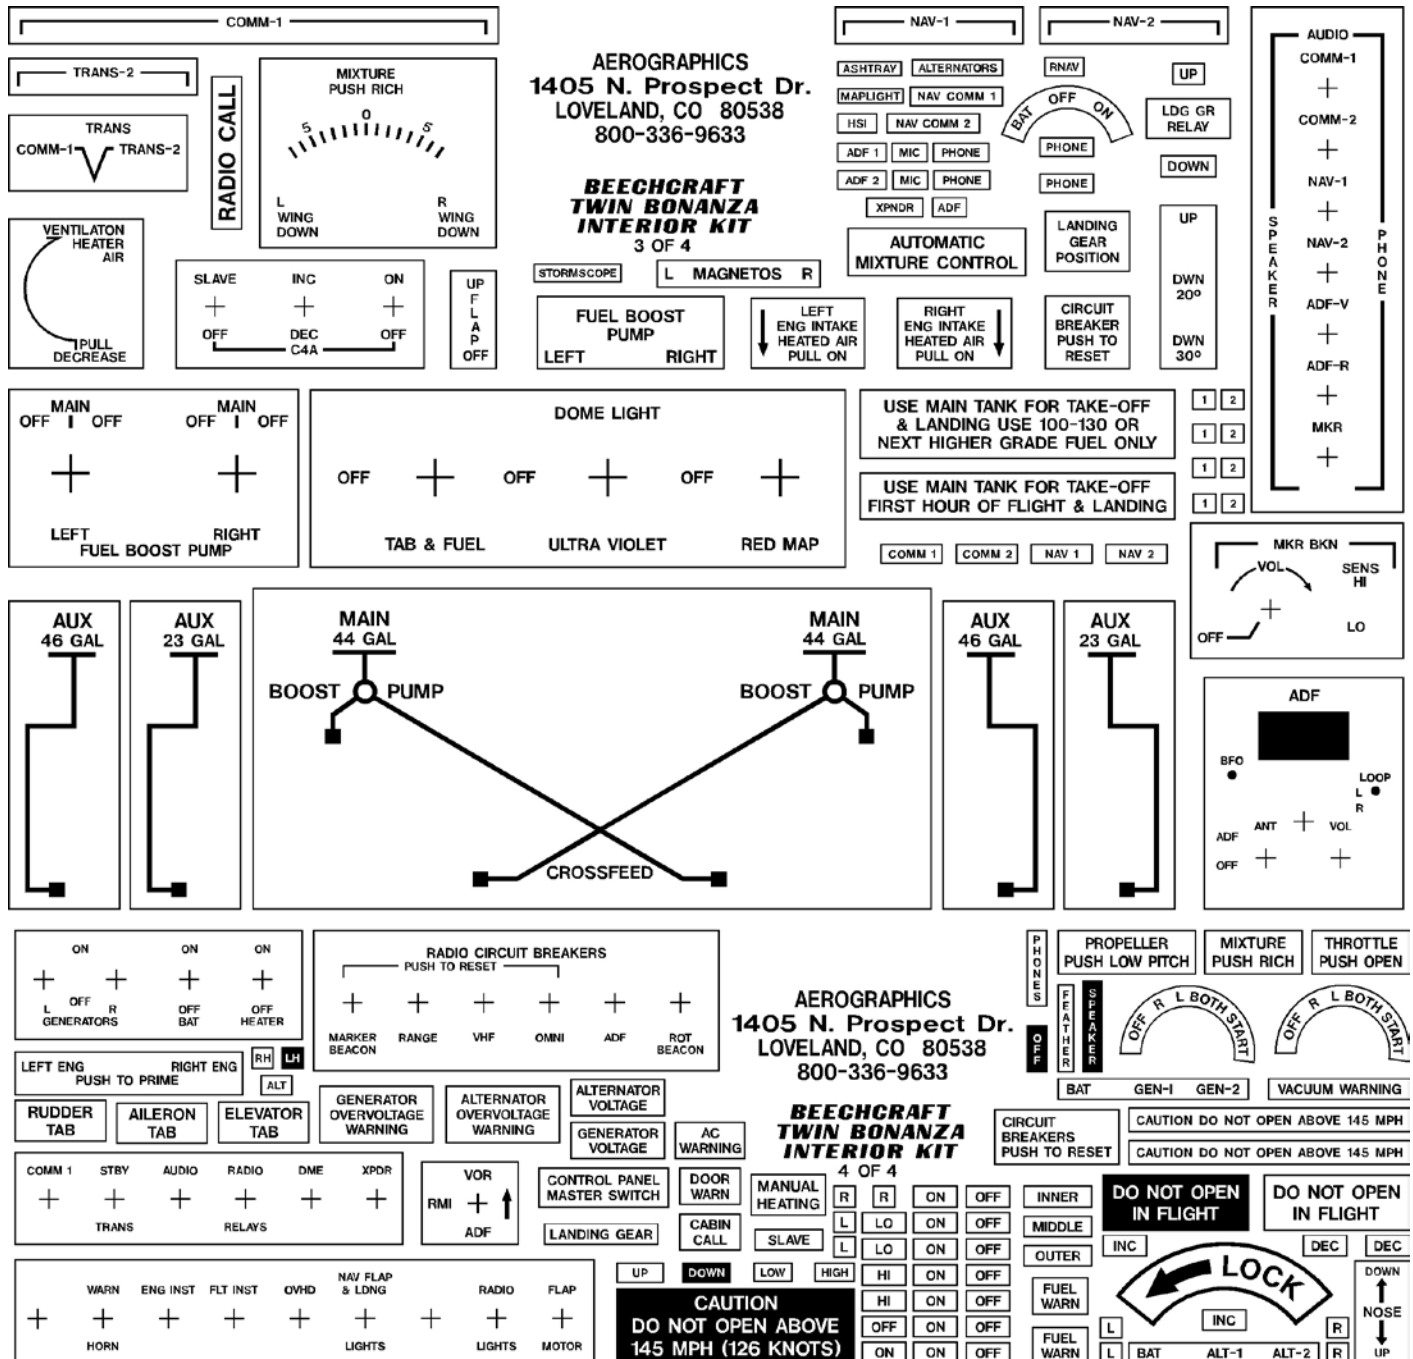 COMM-1
TRANS-2
TRANS
COMM-1 TRANS-2
RADIO CALL
MIXTURE
PUSH RICH
5 0 5
L R
WING WING
DOWN DOWN
AEROGRAPHICS
1405 N. Prospect Dr.
LOVELAND, CO 80538
800-336-9633
BEECHCRAFT
TWIN BONANZA
INTERIOR KIT
3 OF 4
NAV-1
NAV-2
ASHTRAY ALTERNATORS
MAPLIGHT NAV COMM 1
HSI NAV COMM 2
ADF 1 MIC PHONE
ADF 2 MIC PHONE
XPNDR ADF
RNAV
BAT OFF ON
PHONE
PHONE
UP
LDG GR
RELAY
DOWN
AUDIO
COMM-1
COMM-2
NAV-1
NAV-2
ADF-V
ADF-R
MKR
SPEAKER
PHONE
VENTILATON
HEATER
AIR
PULL
DECREASE
SLAVE INC ON
OFF DEC OFF
C4A
UP
FLAP
OFF
STORMSCOPE
L MAGNETOS R
FUEL BOOST
PUMP
LEFT RIGHT
LEFT
ENG INTAKE
HEATED AIR
PULL ON
AUTOMATIC
MIXTURE CONTROL
RIGHT
ENG INTAKE
HEATED AIR
PULL ON
LANDING
GEAR
POSITION
CIRCUIT
BREAKER
PUSH TO
RESET
UP
DWN
20º
DWN
30º
MAIN MAIN
OFF OFF OFF OFF
LEFT RIGHT
FUEL BOOST PUMP
DOME LIGHT
OFF OFF OFF
TAB & FUEL ULTRA VIOLET RED MAP
USE MAIN TANK FOR TAKE-OFF
& LANDING USE 100-130 OR
NEXT HIGHER GRADE FUEL ONLY
USE MAIN TANK FOR TAKE-OFF
FIRST HOUR OF FLIGHT & LANDING
COMM 1 COMM 2 NAV 1 NAV 2
1 2
1 2
1 2
1 2
MKR BKN
VOL SENS
HI
OFF LO
AUX
46 GAL
AUX
23 GAL
MAIN MAIN
44 GAL 44 GAL
BOOST PUMP BOOST PUMP
CROSSFEED
AUX
46 GAL
AUX
23 GAL
ADF
BFO
LOOP
L
R
ADF ANT VOL
OFF
ON ON ON
L OFF R OFF OFF
GENERATORS BAT HEATER
RADIO CIRCUIT BREAKERS
PUSH TO RESET
MARKER RANGE VHF OMNI ADF ROT
BEACON BEACON
AEROGRAPHICS
1405 N. Prospect Dr.
LOVELAND, CO 80538
800-336-9633
BEECHCRAFT
TWIN BONANZA
INTERIOR KIT
4 OF 4
PHONES
OFF
FEATHER
SPEAKER
PROPELLER
PUSH LOW PITCH
MIXTURE
PUSH RICH
THROTTLE
PUSH OPEN
OFF R L BOTH START
OFF R L BOTH START
LEFT ENG RIGHT ENG
PUSH TO PRIME
RH LH
ALT
RUDDER
TAB
AILERON
TAB
ELEVATOR
TAB
GENERATOR
OVERVOLTAGE
WARNING
ALTERNATOR
OVERVOLTAGE
WARNING
ALTERNATOR
VOLTAGE
GENERATOR
VOLTAGE
AC
WARNING
BAT GEN-1 GEN-2
VACUUM WARNING
CIRCUIT
BREAKERS
PUSH TO RESET
CAUTION DO NOT OPEN ABOVE 145 MPH
CAUTION DO NOT OPEN ABOVE 145 MPH
COMM 1 STBY AUDIO RADIO DME XPDR
TRANS RELAYS
VOR
RMI
ADF
CONTROL PANEL
MASTER SWITCH
LANDING GEAR
DOOR
WARN
CABIN
CALL
MANUAL
HEATING
SLAVE
UP DOWN LOW HIGH
CAUTION
DO NOT OPEN ABOVE
145 MPH (126 KNOTS)
R R ON OFF
L LO ON OFF
L LO ON OFF
HI ON OFF
HI ON OFF
OFF ON OFF
ON ON OFF
INNER
MIDDLE
OUTER
FUEL
WARN
FUEL
WARN
DO NOT OPEN
IN FLIGHT
DO NOT OPEN
IN FLIGHT
INC DEC DEC
LOCK
INC
L R
L BAT ALT-1 ALT-2 R
DOWN
NOSE
UP
WARN ENG INST FLT INST OVHD NAV FLAP RADIO FLAP
& LDNG
HORN LIGHTS LIGHTS MOTOR